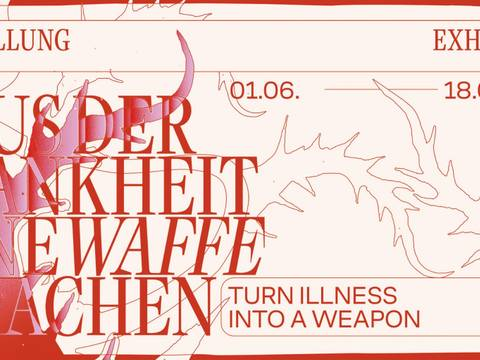 LLUNG
EXH
01.06.
18.0
US DER
ANKHEIT
NE WAFFE
ACHEN
TURN ILLNESS
INTO A WEAPON